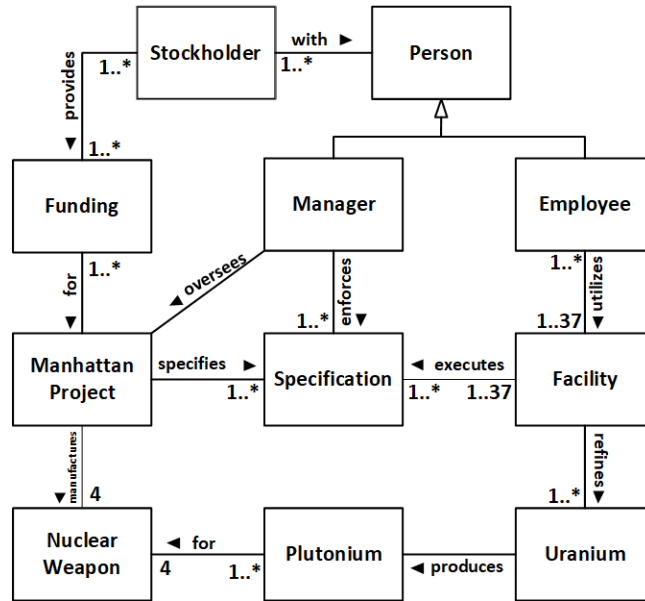 Stockholder
with
1..*
Person
provides
1..*
1..*
Funding
Manager
Employee
1..*
for
oversees
1..*
enforces
1..*
utilizes
1..37
Manhattan
Project
specifies
1..*
Specification
executes
1..*
1..37
Facility
manufactures
4
refines
1..*
Nuclear
Weapon
for
4
1..*
Plutonium
produces
Uranium